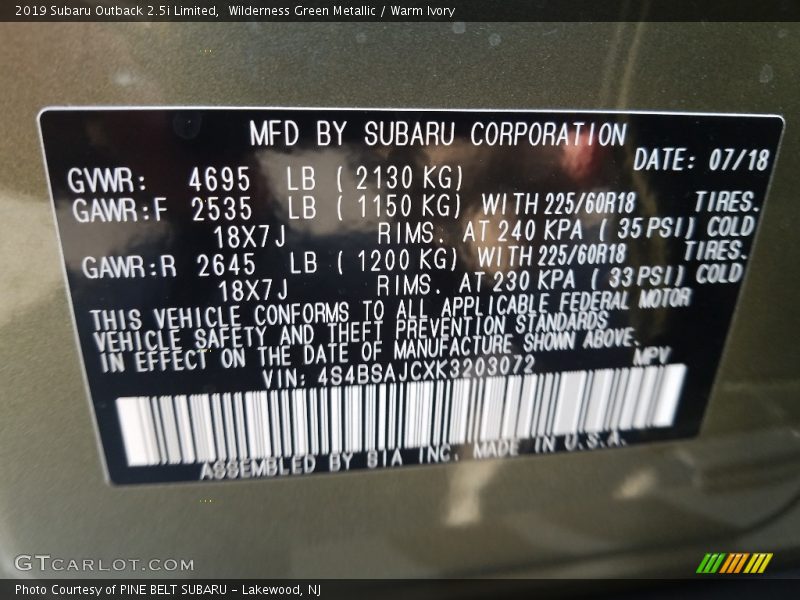 2019 Subaru Outback 2.5i Limited,  Wilderness Green Metallic / Warm Ivory
MFD BY SUBARU CORPORATION
DATE: 07/18
GVWR: 4695 LB ( 2130 KG)
GAWR:F 2535 LB ( 1150 KG) WITH 225/60R18 TIRES.
18X7J RIMS. AT 240 KPA ( 35 PSI) COLD
GAWR:R 2645 LB ( 1200 KG) WITH 225/60R18 TIRES.
18X7J RIMS. AT 230 KPA ( 33 PSI) COLD
THIS VEHICLE CONFORMS TO ALL APPLICABLE FEDERAL MOTOR
VEHICLE SAFETY AND THEFT PREVENTION STANDARDS
IN EFFECT ON THE DATE OF MANUFACTURE SHOWN ABOVE.
VIN: 4S4BSAJCXK3203072 MPV
ASSEMBLED BY SIA INC. MADE IN U.S.A.
GTCARLOT.COM
Photo Courtesy of PINE BELT SUBARU – Lakewood, NJ